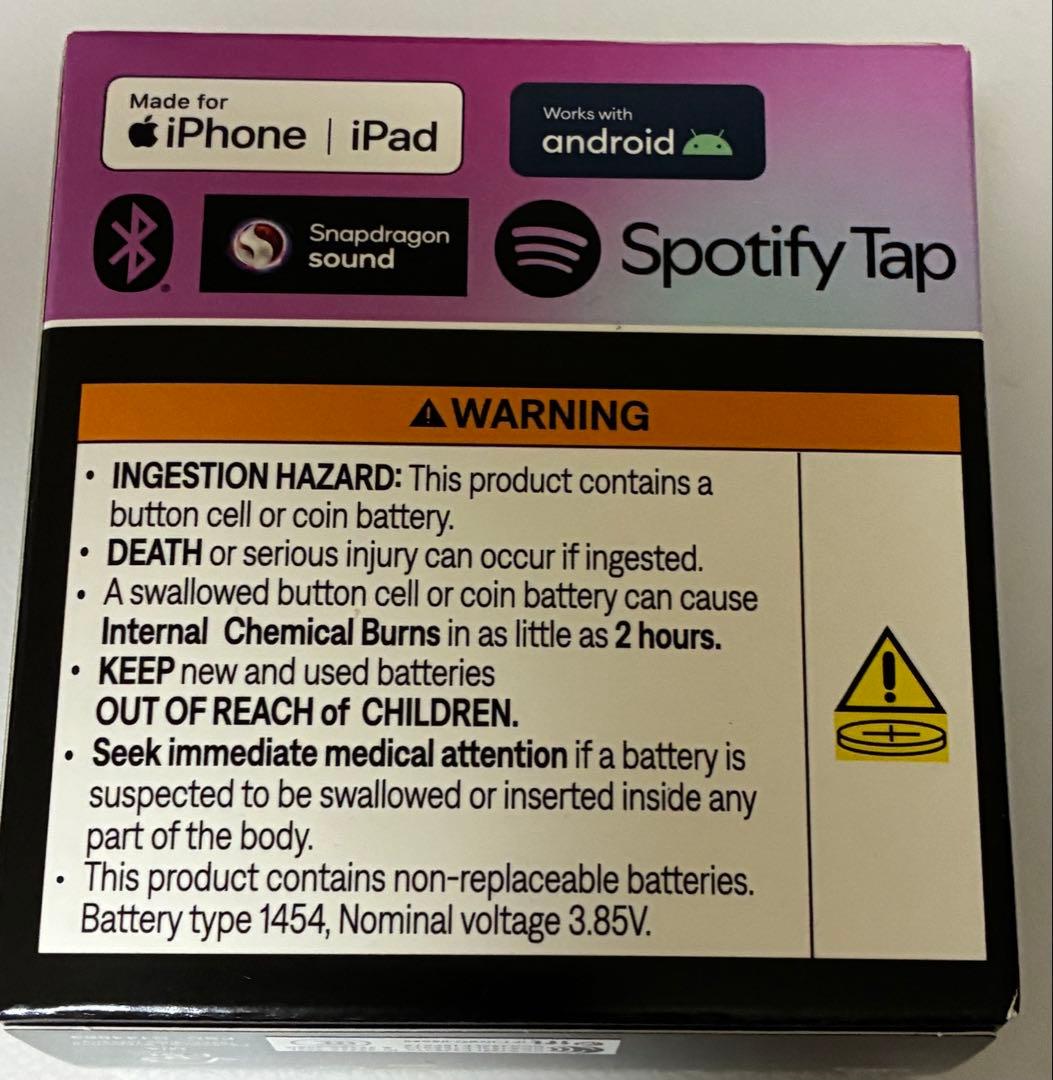 Made for
iPhone | iPad
Works with
android
Snapdragon
sound
Spotify Tap
WARNING
• INGESTION HAZARD: This product contains a
button cell or coin battery.
• DEATH or serious injury can occur if ingested.
• A swallowed button cell or coin battery can cause
Internal Chemical Burns in as little as 2 hours.
• KEEP new and used batteries
OUT OF REACH of CHILDREN.
• Seek immediate medical attention if a battery is
suspected to be swallowed or inserted inside any
part of the body.
• This product contains non-replaceable batteries.
Battery type 1454, Nominal voltage 3.85V.